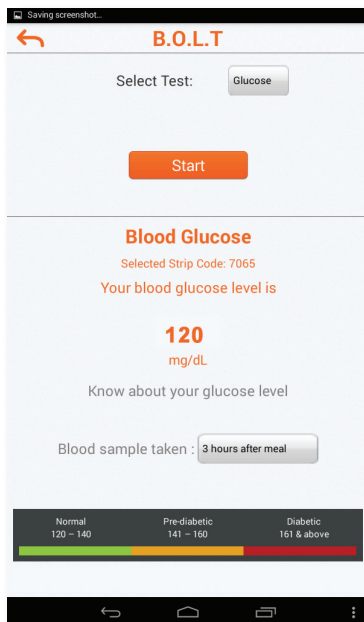 Saving screenshot...
B.O.L.T
Select Test: Glucose
Start
Blood Glucose
Selected Strip Code: 7065
Your blood glucose level is
120
mg/dL
Know about your glucose level
Blood sample taken : 3 hours after meal
Normal Pre-diabetic Diabetic
120 – 140 141 – 160 161 & above